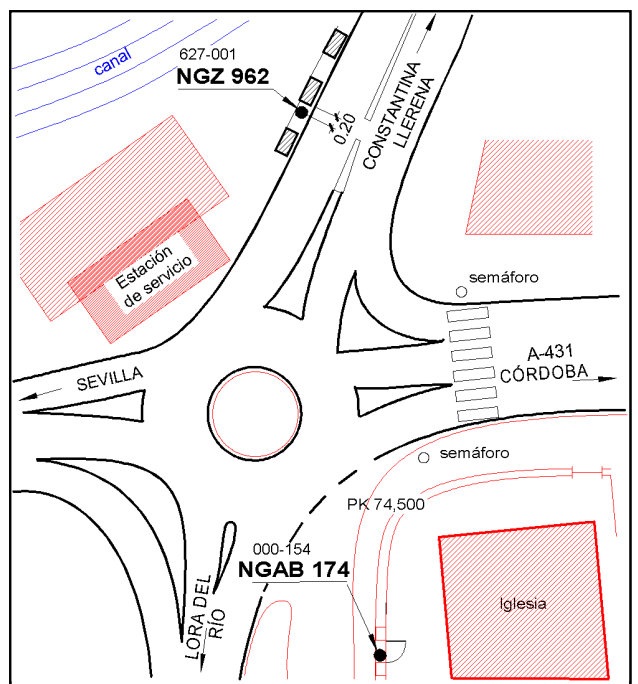 627-001
NGZ 962
canal
0.20
CONSTANTINA
LLERENA
Estación
de servicio
semáforo
A-431
CÓRDOBA
SEVILLA
semáforo
PK 74,500
000-154
NGAB 174
LORA DEL
RÍO
Iglesia